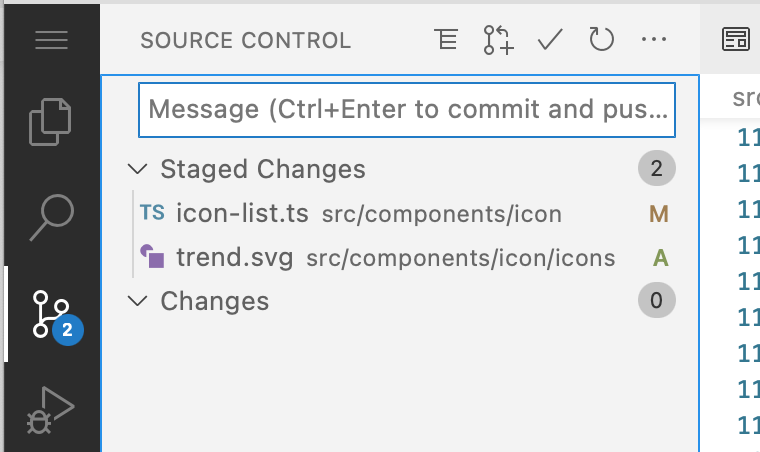 SOURCE CONTROL
Message (Ctrl+Enter to commit and pus...
Staged Changes 2
TS icon-list.ts src/components/icon M
trend.svg src/components/icon/icons A
Changes 0
2
src
11
11
11
11
11
11
11
11
11